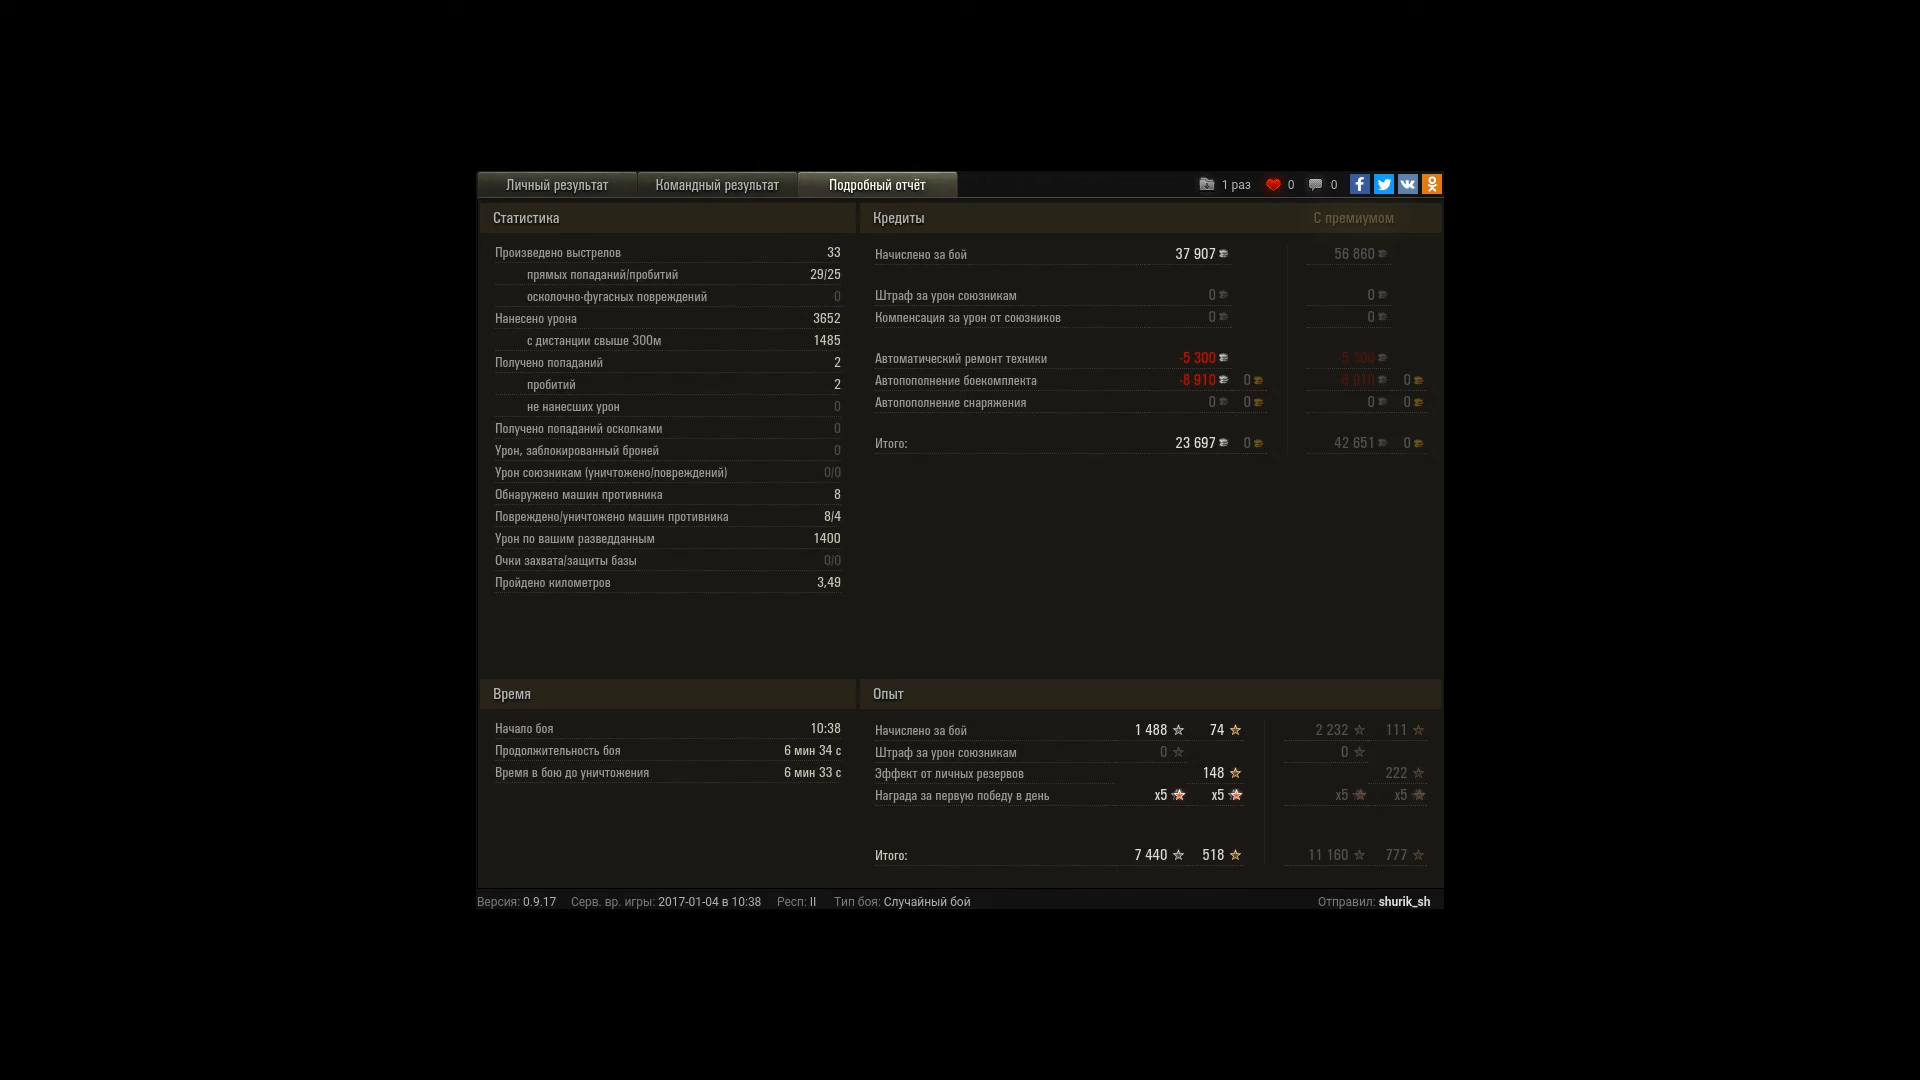 Личный результат Командный результат Подробный отчёт 1 раз 0 0
Статистика
Произведено выстрелов 33
прямых попаданий/пробитий 29/25
осколочно-фугасных повреждений 0
Нанесено урона 3652
с дистанции свыше 300м 1485
Получено попаданий 2
пробитий 2
не нанесших урон 0
Получено попаданий осколками 0
Урон, заблокированный броней 0
Урон союзникам (уничтожено/повреждений) 0/0
Обнаружено машин противника 8
Повреждено/уничтожено машин противника 8/4
Урон по вашим разведданным 1400
Очки захвата/защиты базы 0/0
Пройдено километров 3,49
Кредиты С премиумом
Начислено за бой 37 907 56 860
Штраф за урон союзникам 0 0
Компенсация за урон от союзников 0 0
Автоматический ремонт техники -5 300 -5 300
Автопополнение боекомплекта -8 910 0 -8 910 0
Автопополнение снаряжения 0 0 0 0
Итого: 23 697 0 42 651 0
Время
Начало боя 10:38
Продолжительность боя 6 мин 34 с
Время в бою до уничтожения 6 мин 33 с
Опыт
Начислено за бой 1 488 74 2 232 111
Штраф за урон союзникам 0 0
Эффект от личных резервов 148 222
Награда за первую победу в день x5 x5 x5 x5
Итого: 7 440 518 11 160 777
Версия: 0.9.17 Серв. вр. игры: 2017-01-04 в 10:38 Респ: II Тип боя: Случайный бой Отправил: shurik_sh